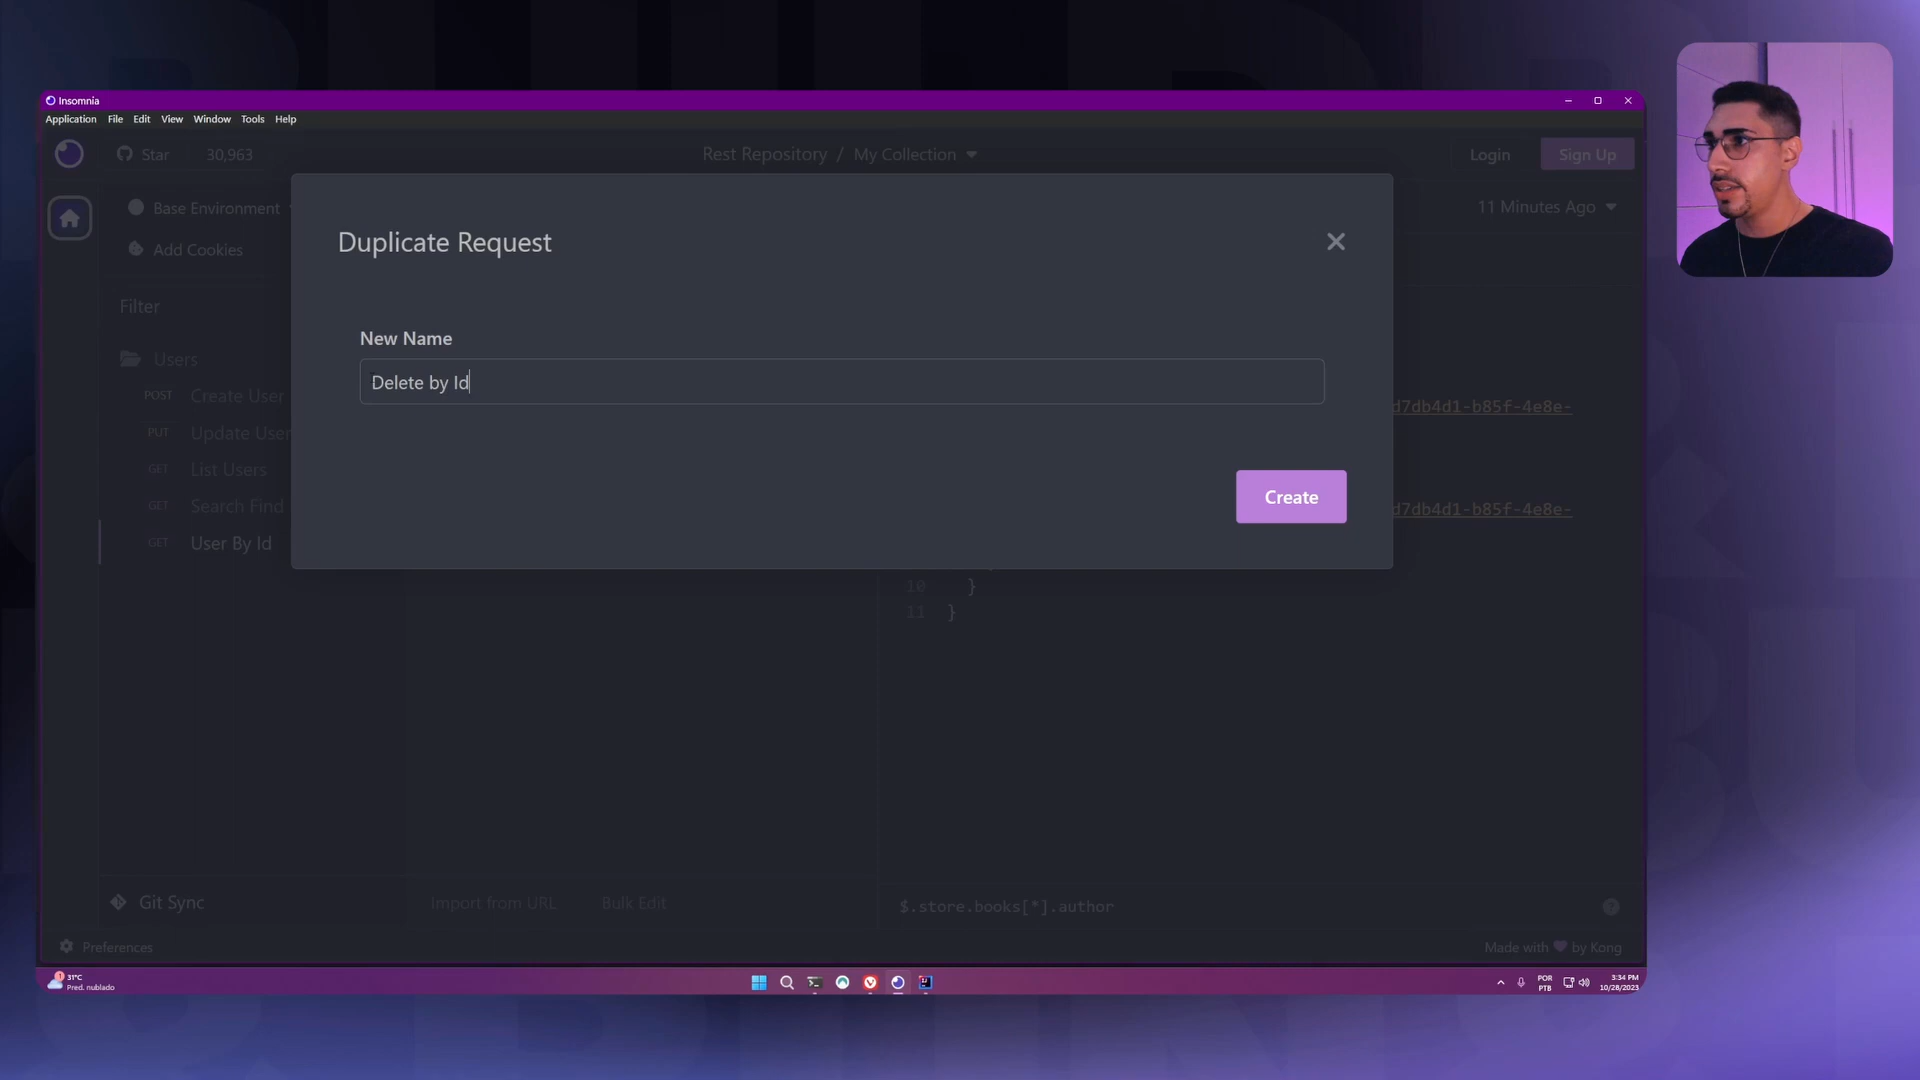 Insomnia
Application File Edit View Window Tools Help
Star 30,963 Rest Repository / My Collection Login Sign Up
Base Environment 11 Minutes Ago
Add Cookies
Duplicate Request
Filter
New Name
Users
Delete by Id
POST Create User
d7db4d1-b85f-4e8e-
PUT Update User
GET List Users
Create
GET Search Find
d7db4d1-b85f-4e8e-
GET User By Id
10 }
11 }
Git Sync Import from URL Bulk Edit $.store.books[*].author
Preferences Made with ❤ by Kong
1 31°C
Pred. nublado
POR
PTB
3:34 PM
10/28/2023